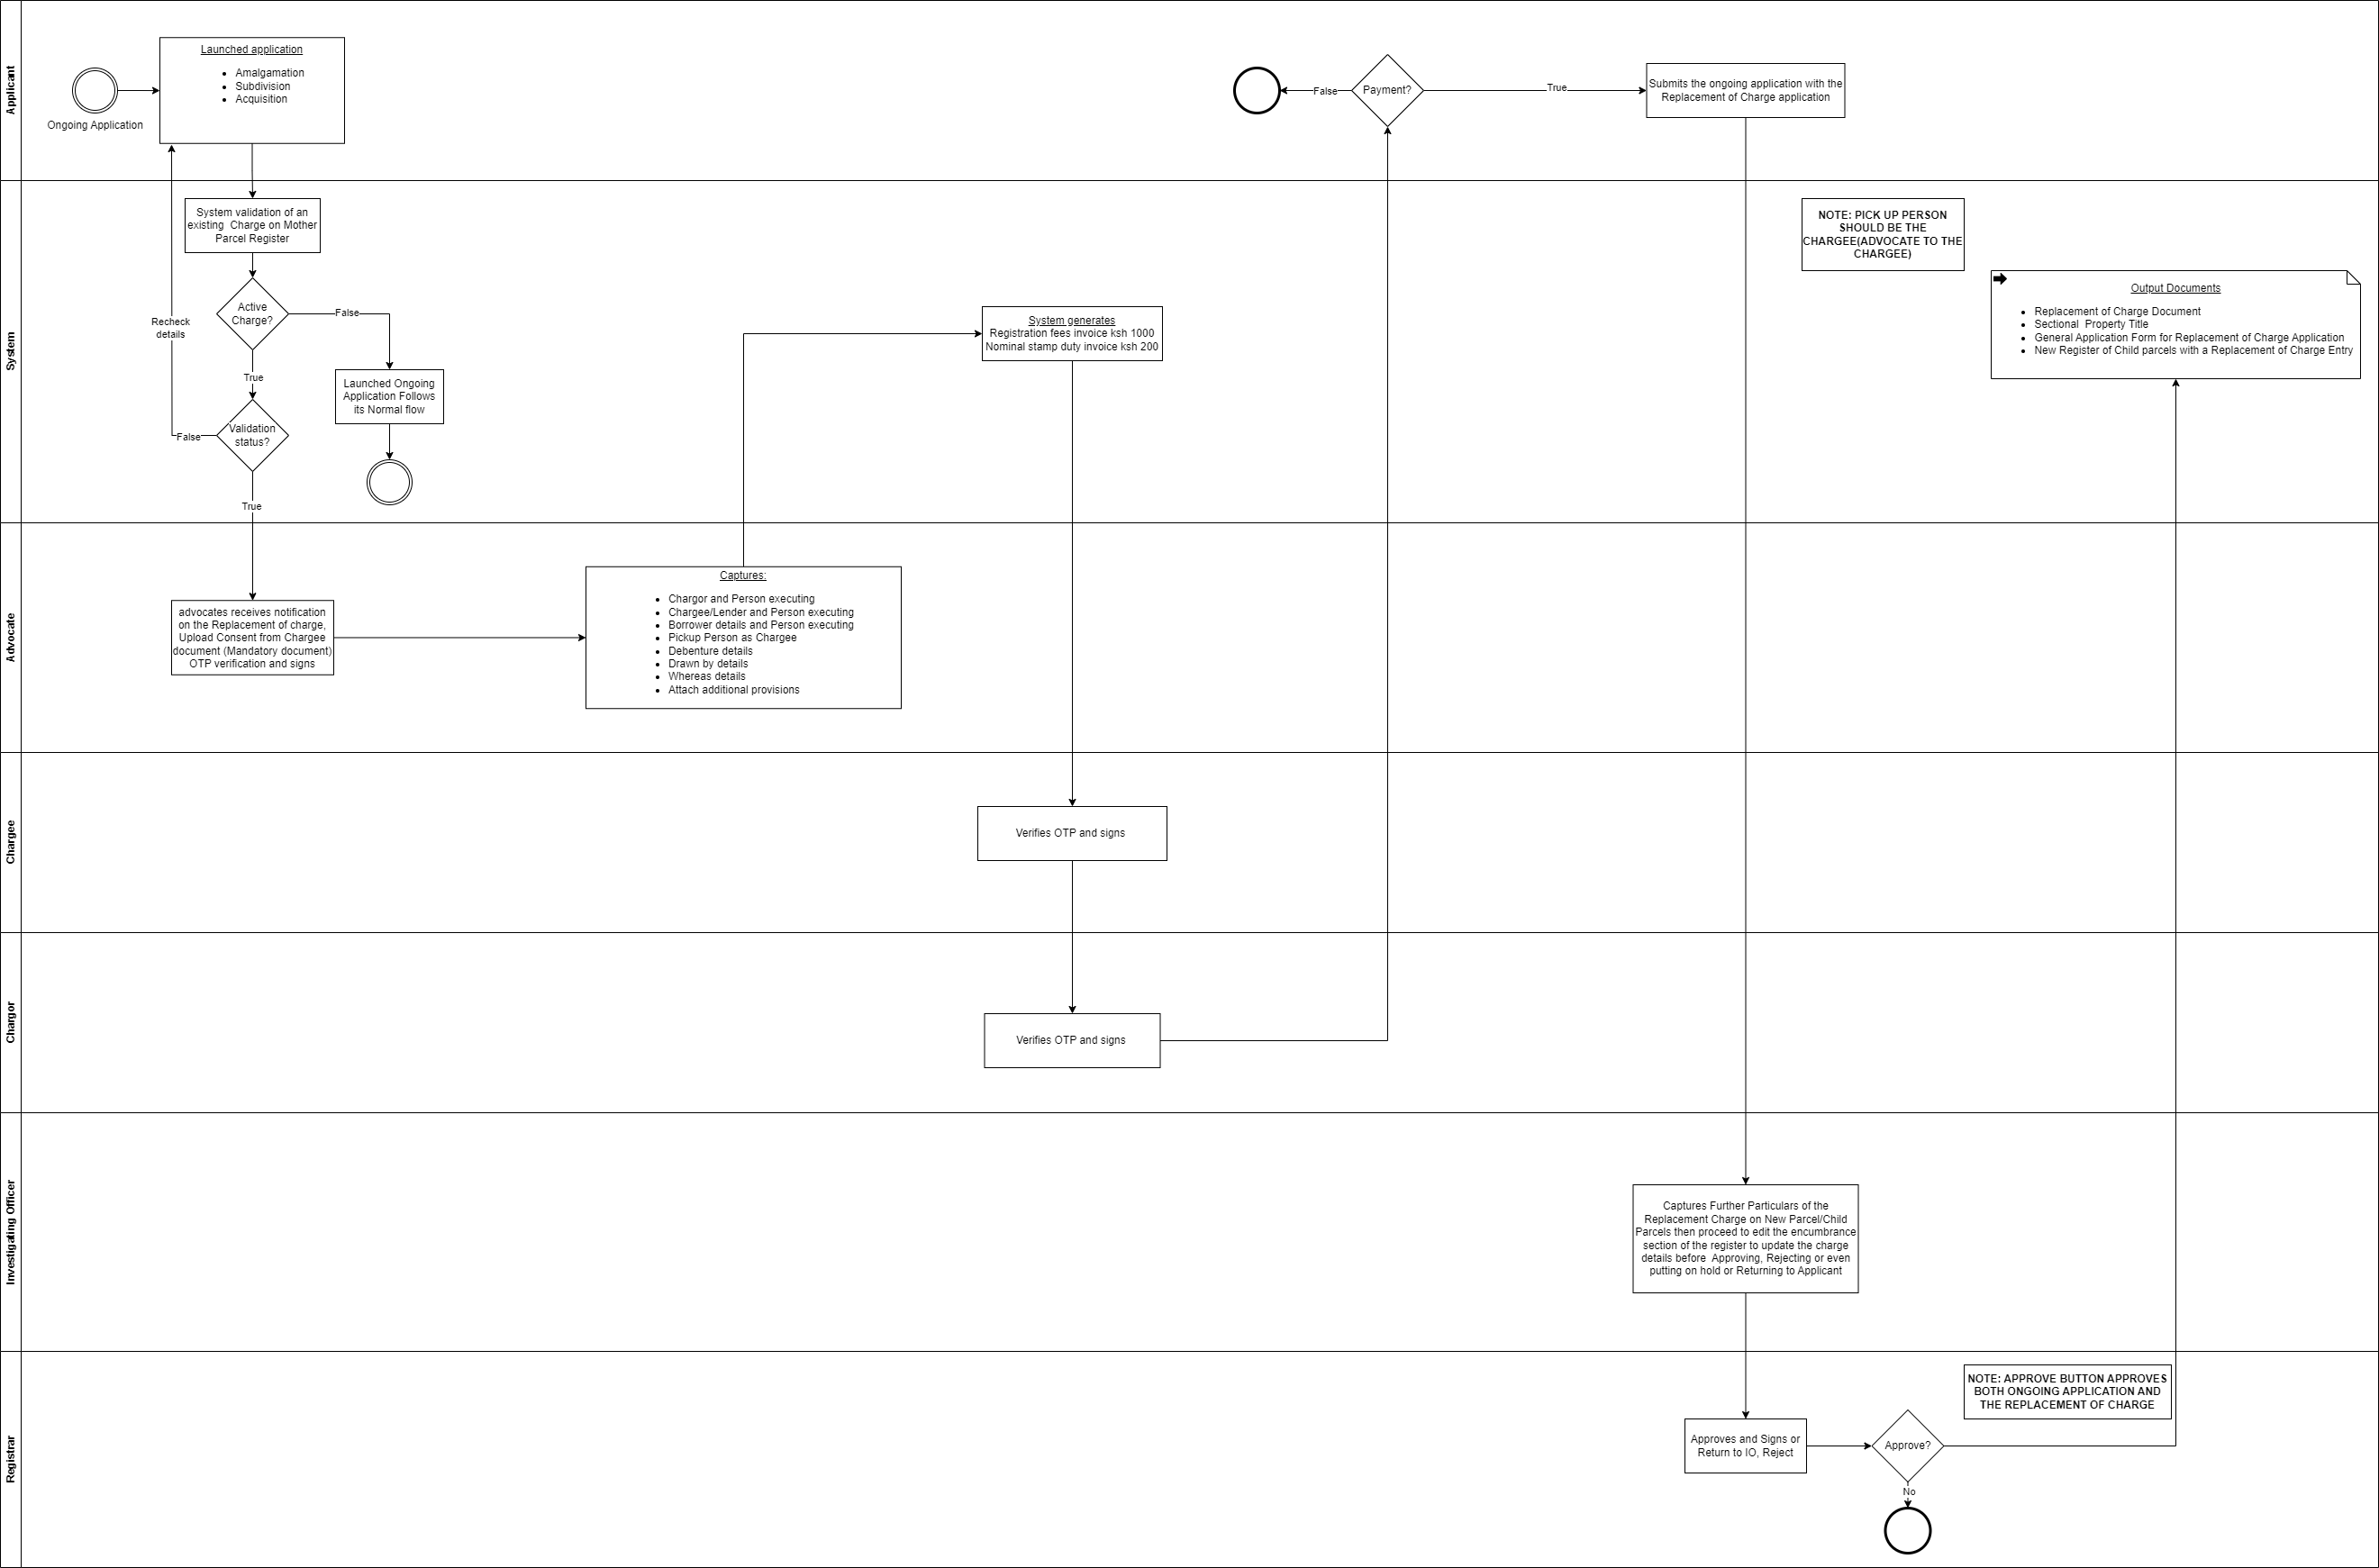 Applicant
Launched application
Amalgamation
Subdivision
Acquisition
Ongoing Application
False
Payment?
True
Submits the ongoing application with the
Replacement of Charge application
System
System validation of an
existing Charge on Mother
Parcel Register
Active
Charge?
False
Recheck
details
True
Launched Ongoing
Application Follows
its Normal flow
Validation
status?
False
True
System generates
Registration fees invoice ksh 1000
Nominal stamp duty invoice ksh 200
NOTE: PICK UP PERSON
SHOULD BE THE
CHARGEE(ADVOCATE TO THE
CHARGEE)
Output Documents
Replacement of Charge Document
Sectional Property Title
General Application Form for Replacement of Charge Application
New Register of Child parcels with a Replacement of Charge Entry
Advocate
advocates receives notification
on the Replacement of charge,
Upload Consent from Chargee
document (Mandatory document)
OTP verification and signs
Captures:
Chargor and Person executing
Chargee/Lender and Person executing
Borrower details and Person executing
Pickup Person as Chargee
Debenture details
Drawn by details
Whereas details
Attach additional provisions
Chargee
Verifies OTP and signs
Chargor
Verifies OTP and signs
Investigating Officer
Captures Further Particulars of the
Replacement Charge on New Parcel/Child
Parcels then proceed to edit the encumbrance
section of the register to update the charge
details before Approving, Rejecting or even
putting on hold or Returning to Applicant
Registrar
Approves and Signs or
Return to IO, Reject
Approve?
No
NOTE: APPROVE BUTTON APPROVES
BOTH ONGOING APPLICATION AND
THE REPLACEMENT OF CHARGE